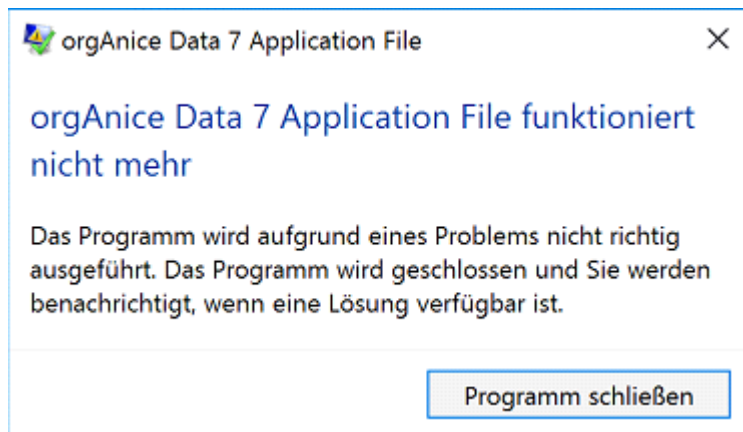 orgAnice Data 7 Application File
orgAnice Data 7 Application File funktioniert
nicht mehr
Das Programm wird aufgrund eines Problems nicht richtig
ausgeführt. Das Programm wird geschlossen und Sie werden
benachrichtigt, wenn eine Lösung verfügbar ist.
Programm schließen